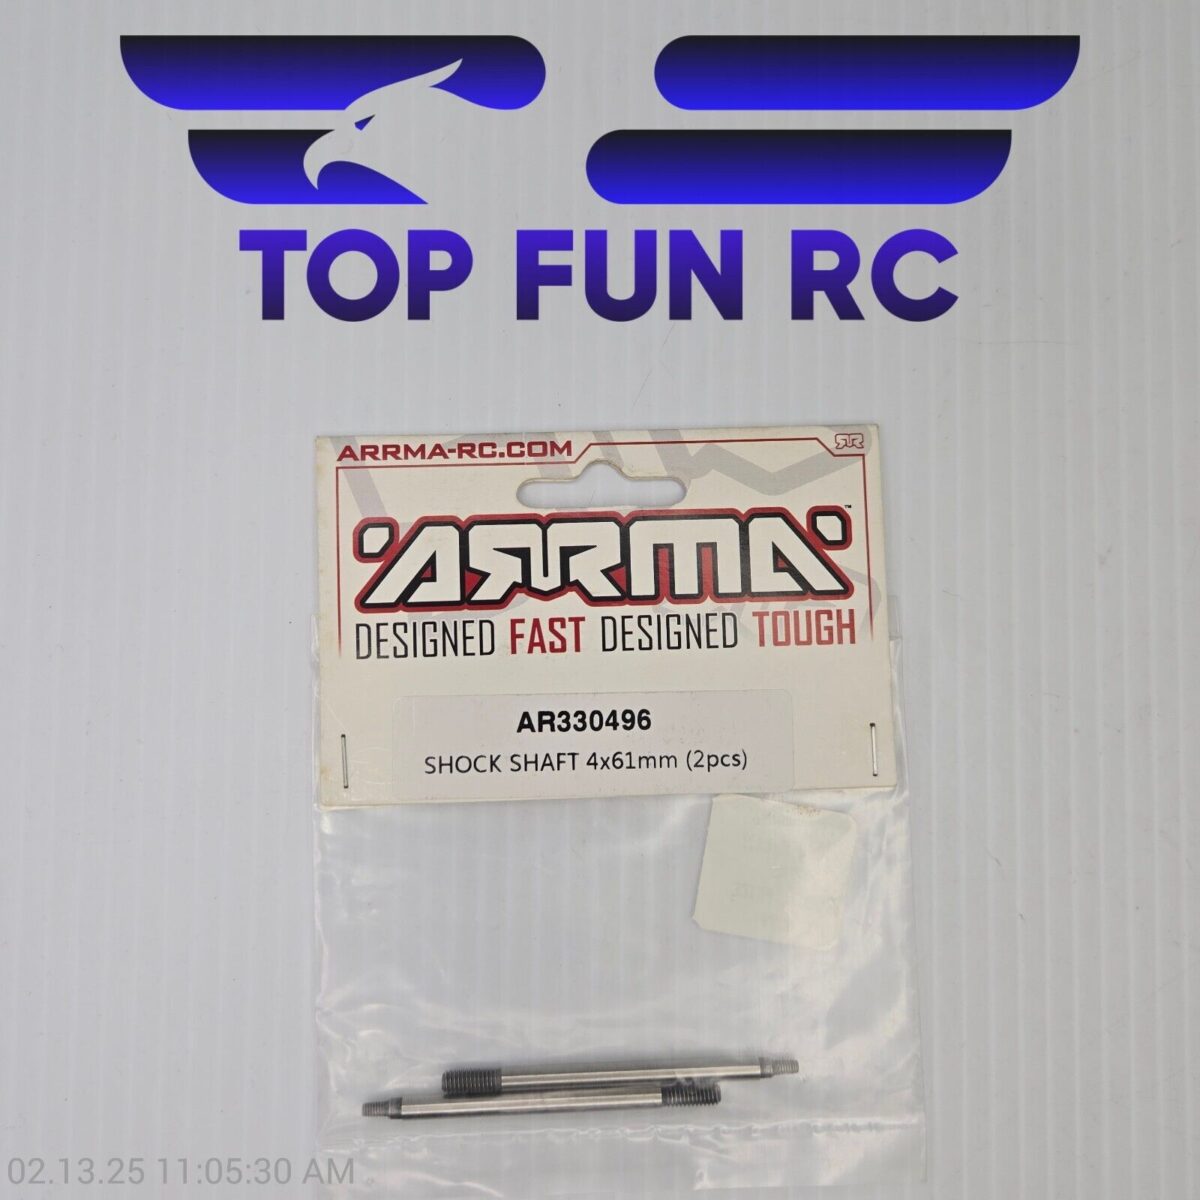 TOP FUN RC
ARRMA-RC.COM
ARRMA™
DESIGNED FAST DESIGNED TOUGH
AR330496
SHOCK SHAFT 4x61mm (2pcs)
02.13.25 11:05:30 AM